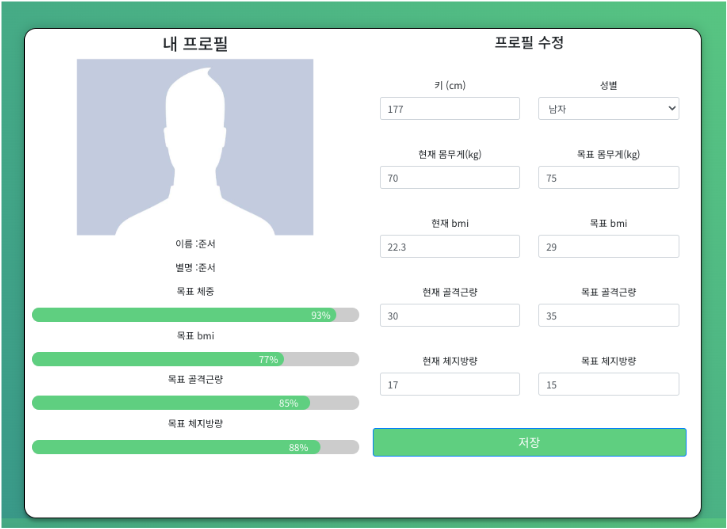 내 프로필
이름 :준서
별명 :준서
목표 체중
93%
목표 bmi
77%
목표 골격근량
85%
목표 체지방량
88%
프로필 수정
키 (cm)
성별
177
남자
현재 몸무게(kg)
목표 몸무게(kg)
70
75
현재 bmi
목표 bmi
22.3
29
현재 골격근량
목표 골격근량
30
35
현재 체지방량
목표 체지방량
17
15
저장